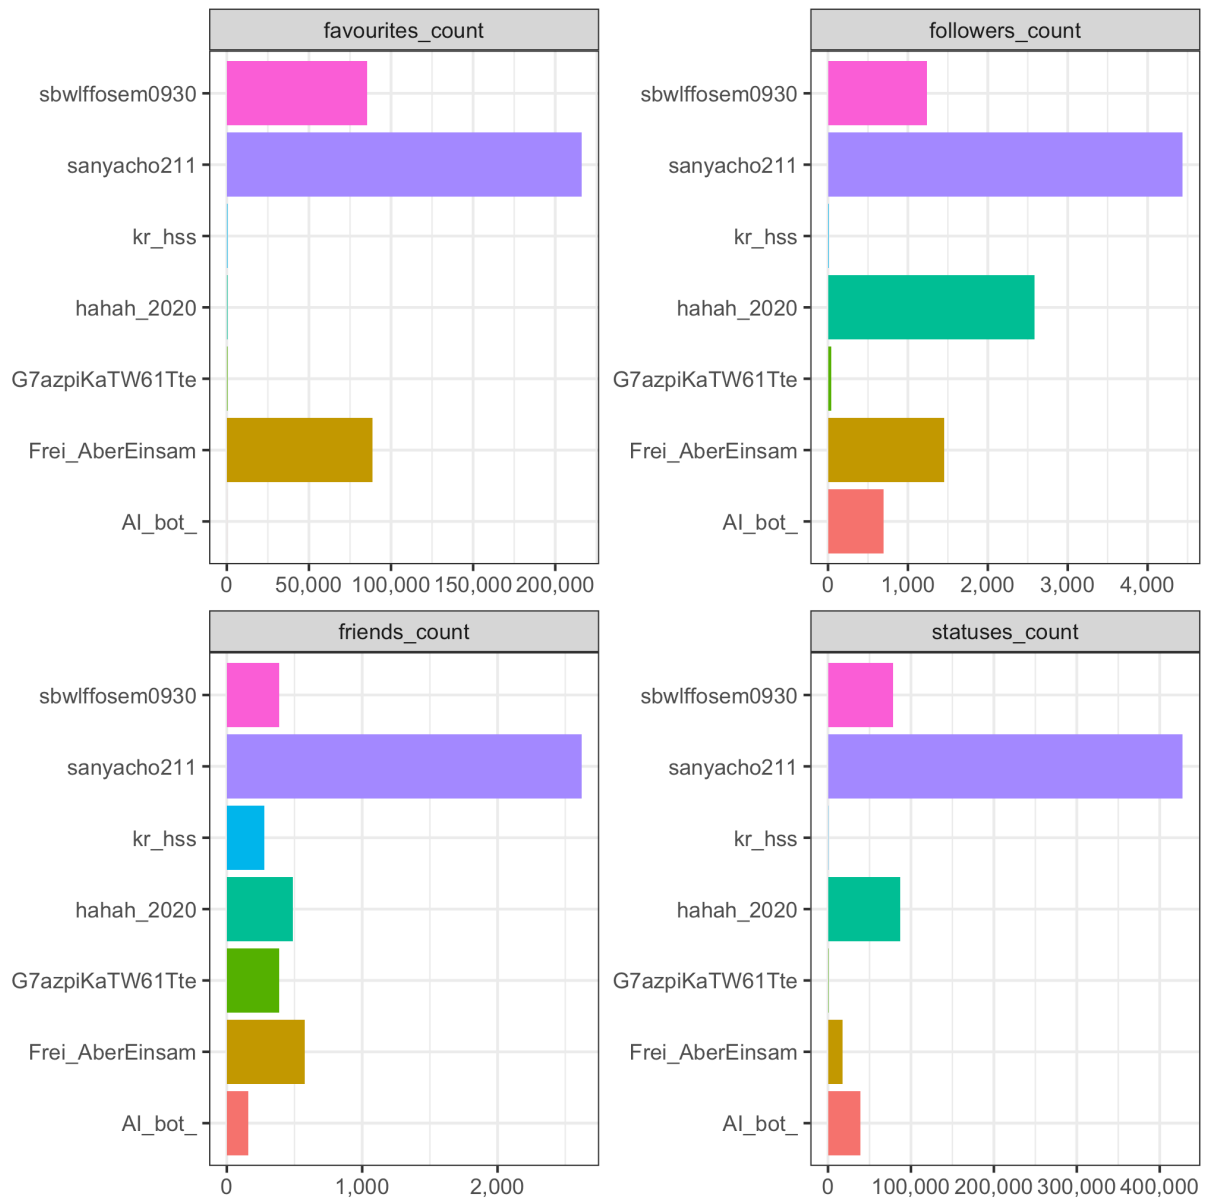 favourites_count
sbwlffosem0930
sanyacho211
kr_hss
hahah_2020
G7azpiKaTW61Tte
Frei_AberEinsam
AI_bot_
0 50,000 100,000 150,000 200,000
followers_count
sbwlffosem0930
sanyacho211
kr_hss
hahah_2020
G7azpiKaTW61Tte
Frei_AberEinsam
AI_bot_
0 1,000 2,000 3,000 4,000
friends_count
sbwlffosem0930
sanyacho211
kr_hss
hahah_2020
G7azpiKaTW61Tte
Frei_AberEinsam
AI_bot_
0 1,000 2,000
statuses_count
sbwlffosem0930
sanyacho211
kr_hss
hahah_2020
G7azpiKaTW61Tte
Frei_AberEinsam
AI_bot_
0 100,000 200,000 300,000 400,000